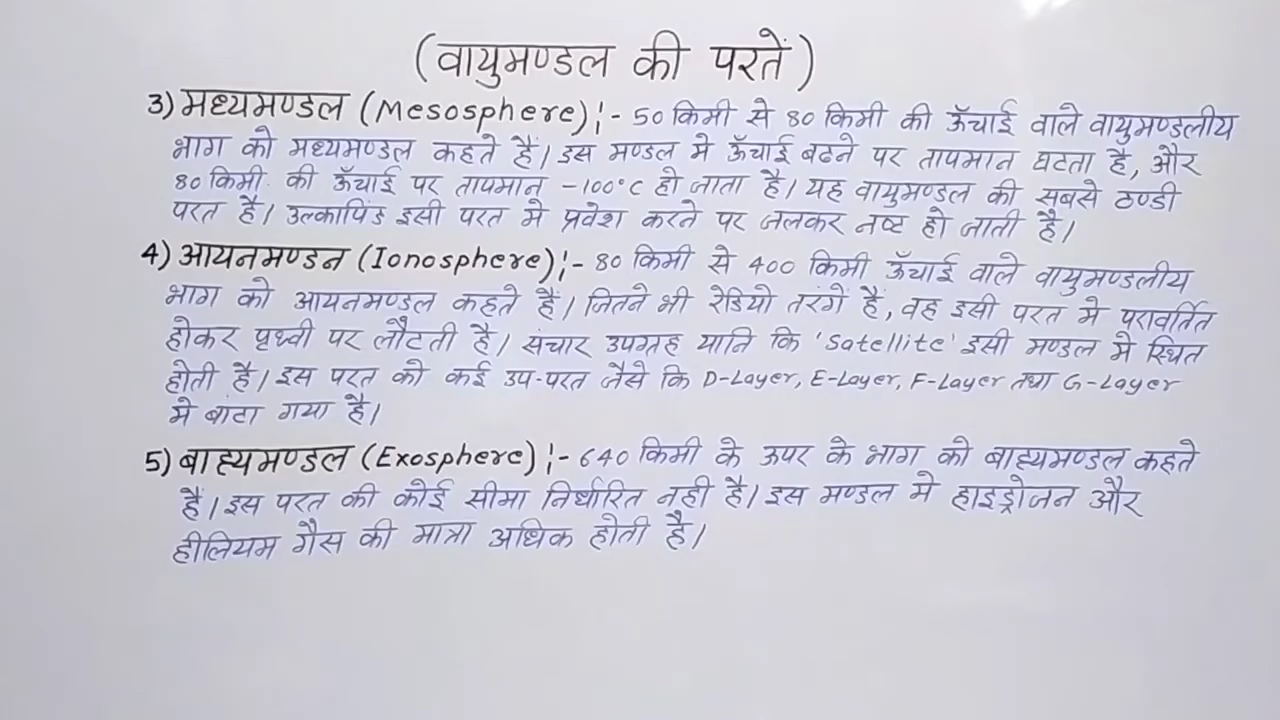 (वायुमण्डल की परतें)
3) मध्यमण्डल (Mesosphere) :- 50 किमी से 80 किमी की ऊँचाई वाले वायुमण्डलीय
भाग को मध्यमण्डल कहते हैं। इस मण्डल मे ऊँचाई बढने पर तापमान घटता है, और
80 किमी. की ऊँचाई पर तापमान -100°C हो जाता है। यह वायुमण्डल की सबसे ठण्डी
परत है। उल्कापिंड इसी परत मे प्रवेश करने पर जलकर नष्ट हो जाती है।
4) आयनमण्डन (Ionosphere) :- 80 किमी से 400 किमी ऊँचाई वाले वायुमण्डलीय
भाग को आयनमण्डल कहते हैं। जितने भी रेडियो तरंगें हैं, वह इसी परत मे परावर्तित
होकर पृथ्वी पर लौटती है। संचार उपग्रह यानि कि 'Satellite' इसी मण्डल मे स्थित
होती है। इस परत को कई उप-परत जैसे कि D-Layer, E-Layer, F-Layer तथा G-Layer
मे बांटा गया है।
5) बाह्यमण्डल (Exosphere) :- 640 किमी के ऊपर के भाग को बाह्यमण्डल कहते
हैं। इस परत की कोई सीमा निर्धारित नही है। इस मण्डल मे हाइड्रोजन और
हीलियम गैस की मात्रा अधिक होती है।